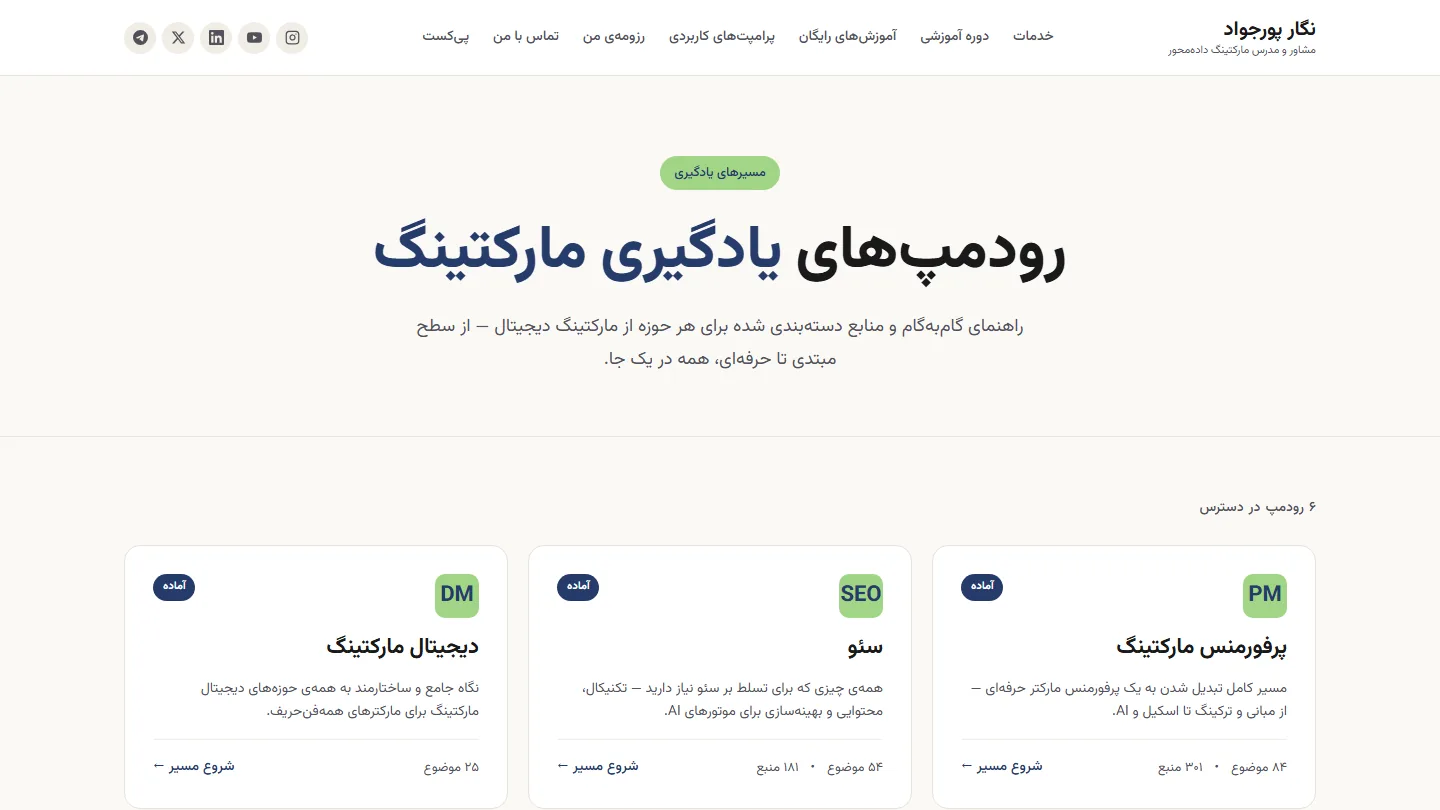 نگار پورجواد
مشاور و مدرس مارکتینگ داده‌محور
خدمات
دوره آموزشی
آموزش‌های رایگان
پرامپت‌های کاربردی
رزومه‌ی من
تماس با من
پی‌کست
مسیرهای یادگیری
رودمپ‌های یادگیری مارکتینگ
راهنمای گام‌به‌گام و منابع دسته‌بندی شده برای هر حوزه از مارکتینگ دیجیتال — از سطح
مبتدی تا حرفه‌ای، همه در یک جا.
۶ رودمپ در دسترس
PM
آماده
پرفورمنس مارکتینگ
مسیر کامل تبدیل شدن به یک پرفورمنس مارکتر حرفه‌ای —
از مبانی و ترکینگ تا اسکیل و AI.
۸۴ موضوع • ۳۰۱ منبع
شروع مسیر ←
SEO
آماده
سئو
همه‌ی چیزی که برای تسلط بر سئو نیاز دارید — تکنیکال،
محتوایی و بهینه‌سازی برای موتورهای AI.
۵۴ موضوع • ۱۸۱ منبع
شروع مسیر ←
DM
آماده
دیجیتال مارکتینگ
نگاه جامع و ساختارمند به همه‌ی حوزه‌های دیجیتال
مارکتینگ برای مارکترهای همه‌فن‌حریف.
۲۵ موضوع
شروع مسیر ←